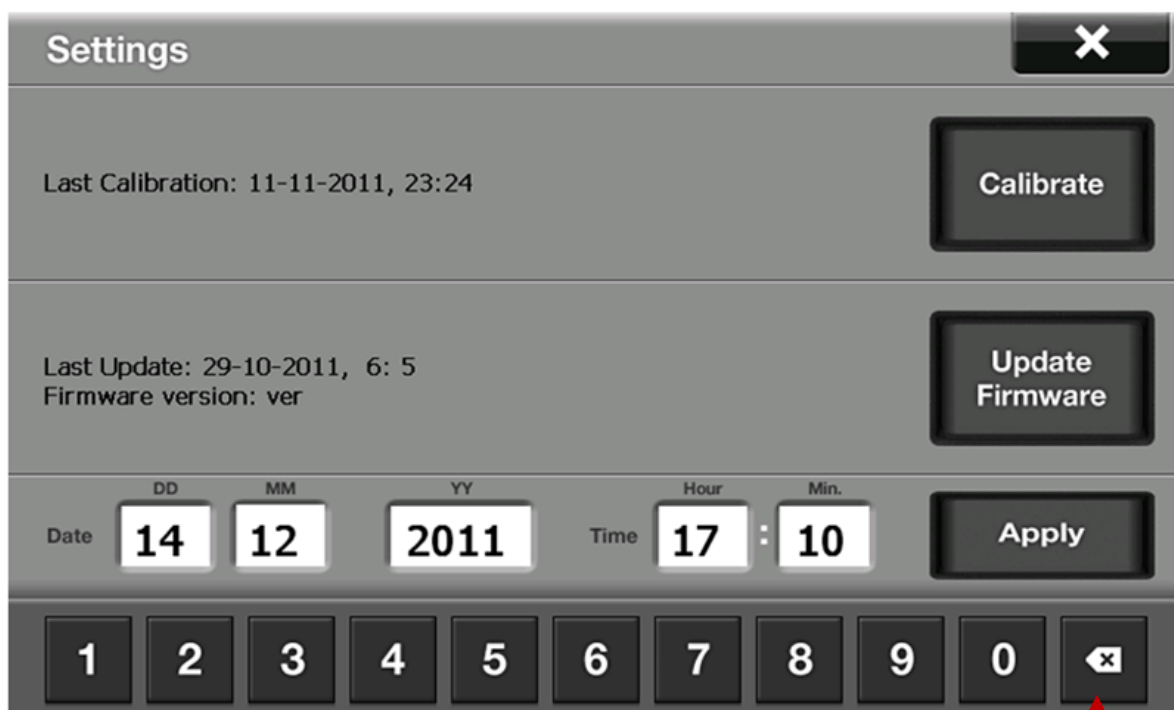 Settings
Last Calibration: 11-11-2011, 23:24
Calibrate
Last Update: 29-10-2011, 6: 5
Firmware version: ver
Update
Firmware
DD MM YY Hour Min.
Date 14 12 2011 Time 17 : 10
Apply
1 2 3 4 5 6 7 8 9 0